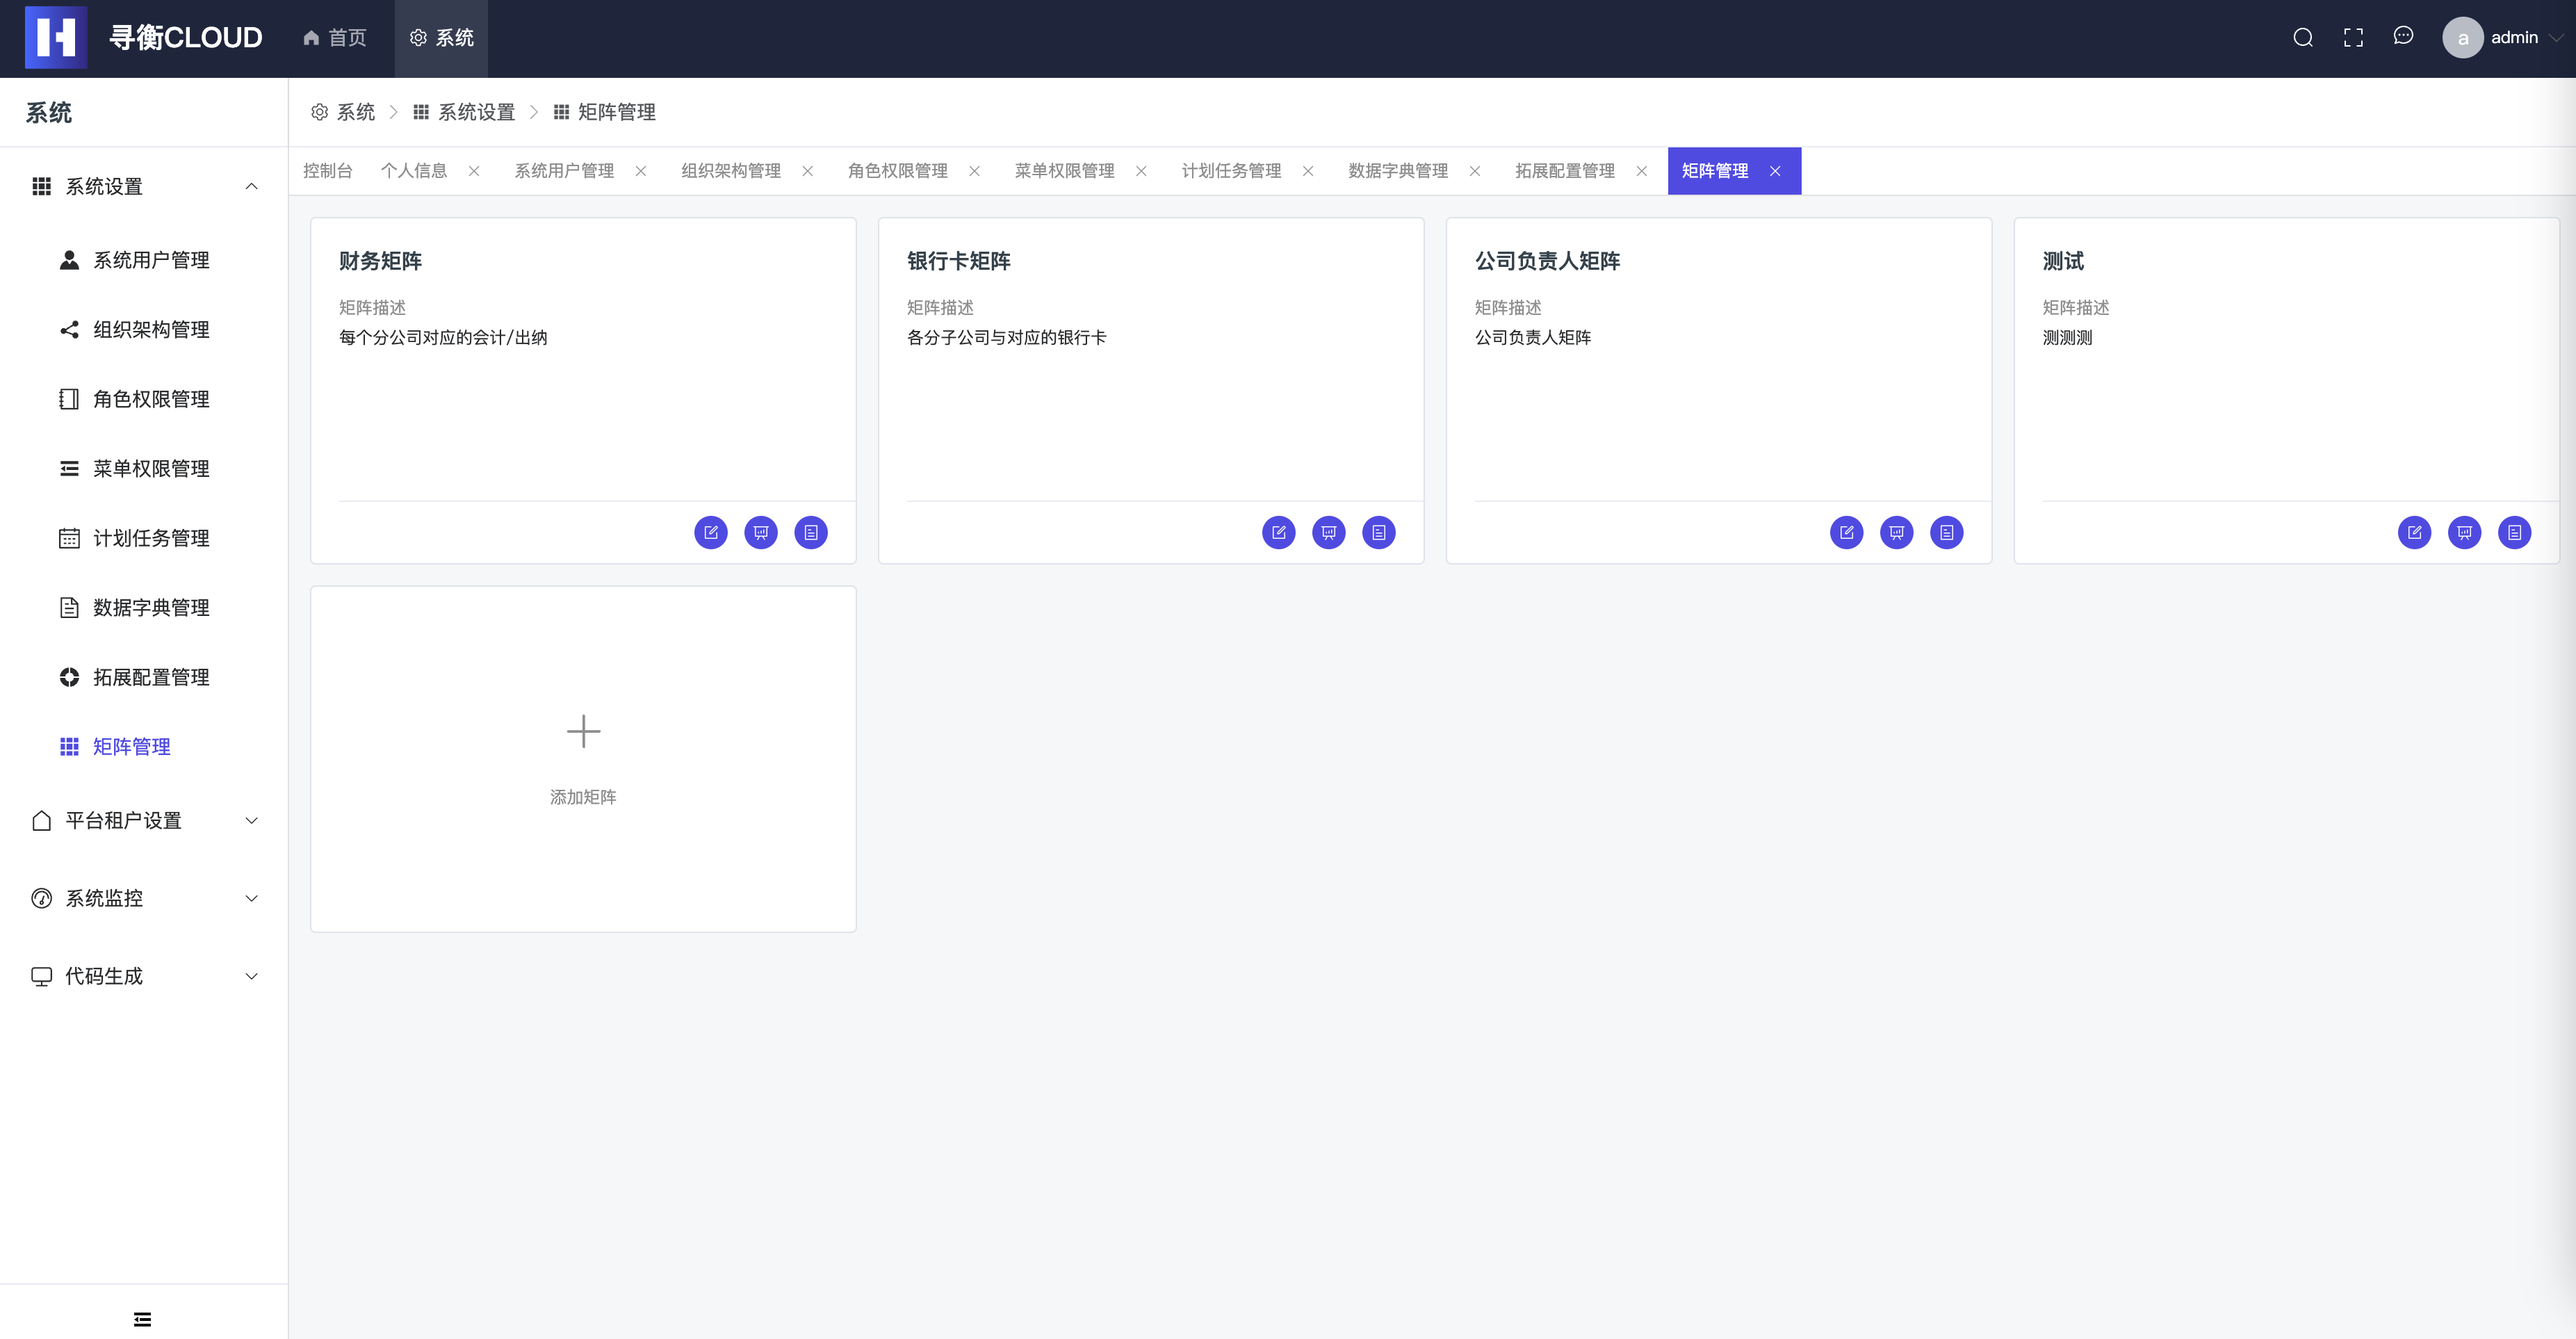 寻衡CLOUD
首页
系统
a
admin
系统
系统设置
系统用户管理
组织架构管理
角色权限管理
菜单权限管理
计划任务管理
数据字典管理
拓展配置管理
矩阵管理
平台租户设置
系统监控
代码生成
系统
系统设置
矩阵管理
控制台
个人信息
系统用户管理
组织架构管理
角色权限管理
菜单权限管理
计划任务管理
数据字典管理
拓展配置管理
矩阵管理
财务矩阵
矩阵描述
每个分公司对应的会计/出纳
银行卡矩阵
矩阵描述
各分子公司与对应的银行卡
公司负责人矩阵
矩阵描述
公司负责人矩阵
测试
矩阵描述
测测测
添加矩阵